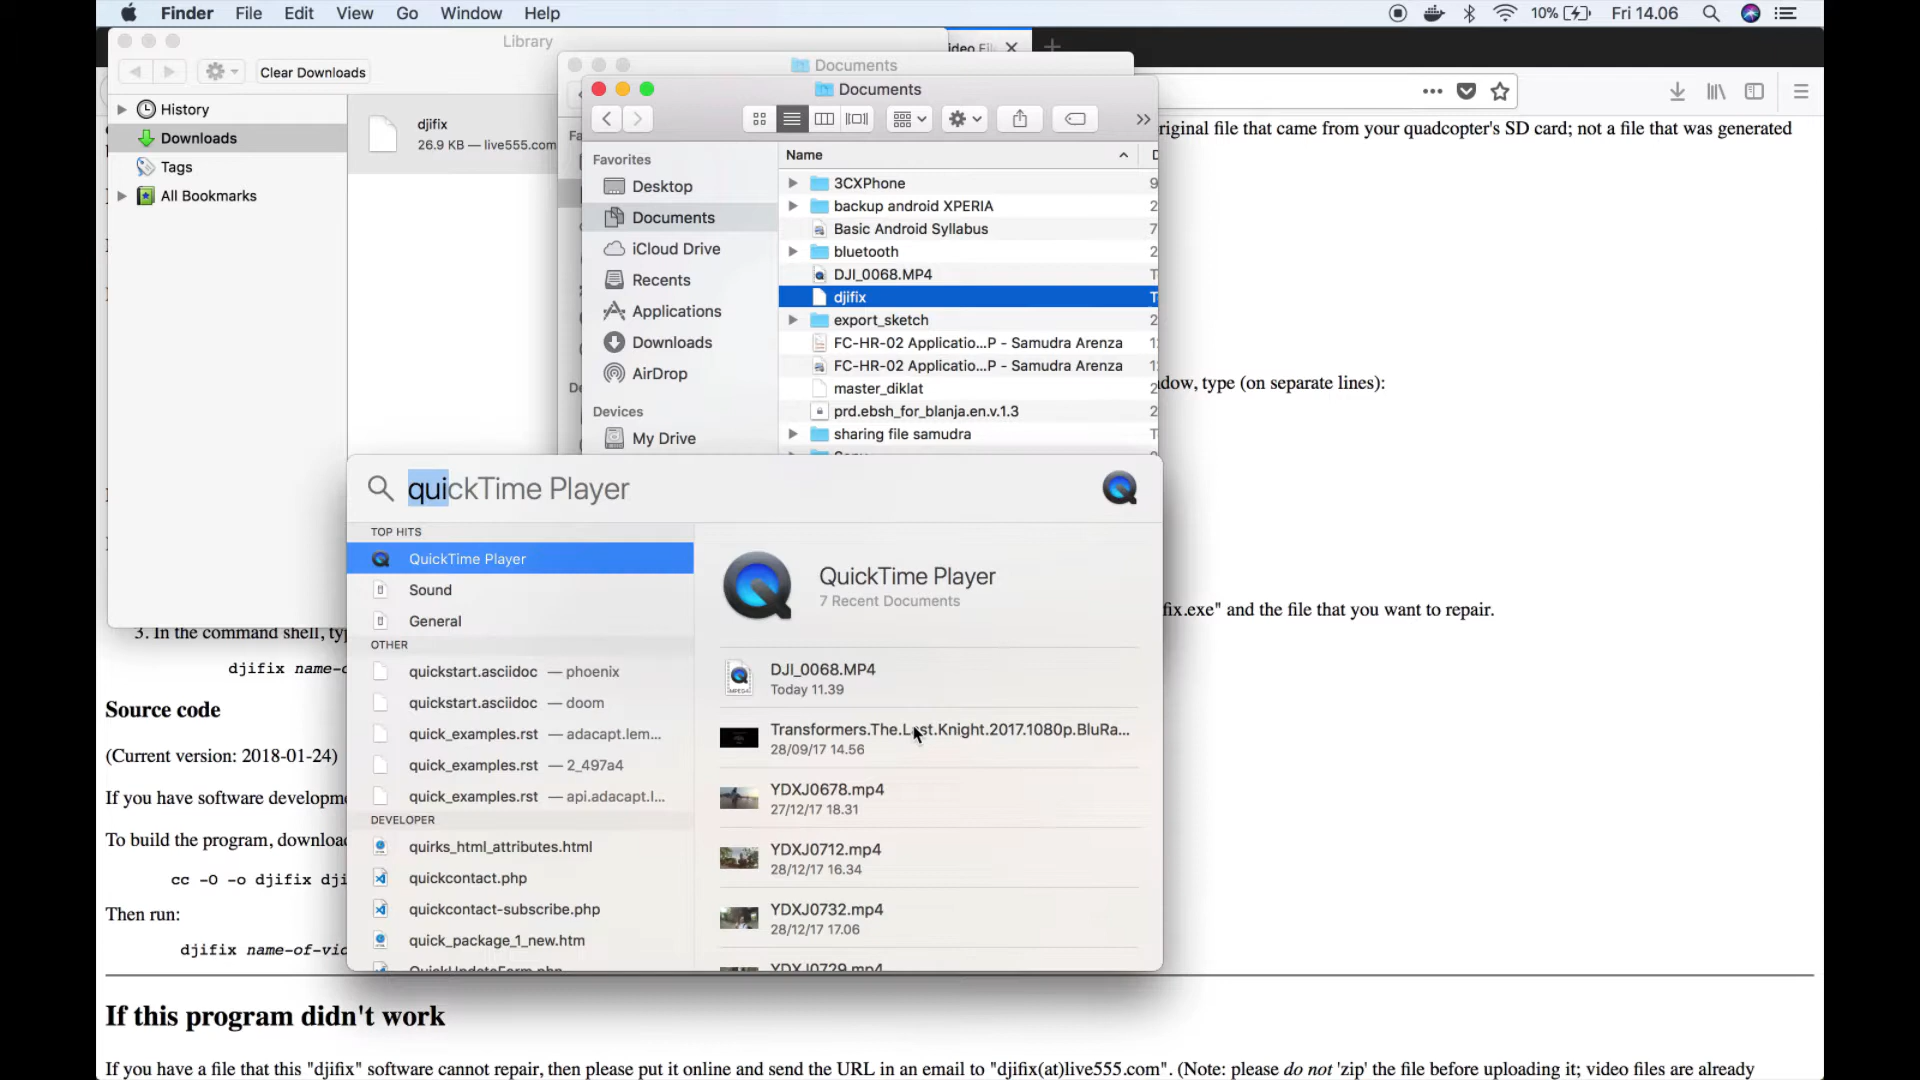 Finder File Edit View Go Window Help 10% Fri 14.06
Library
ideo Fil
Clear Downloads
History
Downloads
Tags
All Bookmarks
djifix
26.9 KB — live555.com
Documents
Documents
Fa
De
Favorites
Desktop
Documents
iCloud Drive
Recents
Applications
Downloads
AirDrop
Devices
My Drive
Name
3CXPhone
backup android XPERIA
Basic Android Syllabus
bluetooth
DJI_0068.MP4
djifix
export_sketch
FC-HR-02 Applicatio...P - Samudra Arenza
FC-HR-02 Applicatio...P - Samudra Arenza
master_diklat
prd.ebsh_for_blanja.en.v.1.3
sharing file samudra
riginal file that came from your quadcopter's SD card; not a file that was generated
dow, type (on separate lines):
fix.exe" and the file that you want to repair.
quickTime Player
TOP HITS
QuickTime Player
Sound
General
OTHER
quickstart.asciidoc — phoenix
quickstart.asciidoc — doom
quick_examples.rst — adacapt.lem...
quick_examples.rst — 2_497a4
quick_examples.rst — api.adacapt.l...
DEVELOPER
quirks_html_attributes.html
quickcontact.php
quickcontact-subscribe.php
quick_package_1_new.htm
QuickUpdateForm.php
QuickTime Player
7 Recent Documents
DJI_0068.MP4
Today 11.39
Transformers.The.Last.Knight.2017.1080p.BluRa...
28/09/17 14.56
YDXJ0678.mp4
27/12/17 18.31
YDXJ0712.mp4
28/12/17 16.34
YDXJ0732.mp4
28/12/17 17.06
YDXJ0729.mp4
3. In the command shell, typ
djifix name-o
Source code
(Current version: 2018-01-24)
If you have software developme
To build the program, download
cc -O -o djifix dji
Then run:
djifix name-of-vid
If this program didn't work
If you have a file that this "djifix" software cannot repair, then please put it online and send the URL in an email to "djifix(at)live555.com". (Note: please do not 'zip' the file before uploading it; video files are already